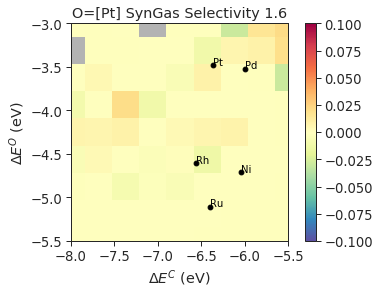 O=[Pt] SynGas Selectivity 1.6
−3.0
−3.5
−4.0
−4.5
−5.0
−5.5
ΔE^O (eV)
Pt
Pd
Rh
Ni
Ru
−8.0 −7.5 −7.0 −6.5 −6.0 −5.5
ΔE^C (eV)
0.100
0.075
0.050
0.025
0.000
−0.025
−0.050
−0.075
−0.100